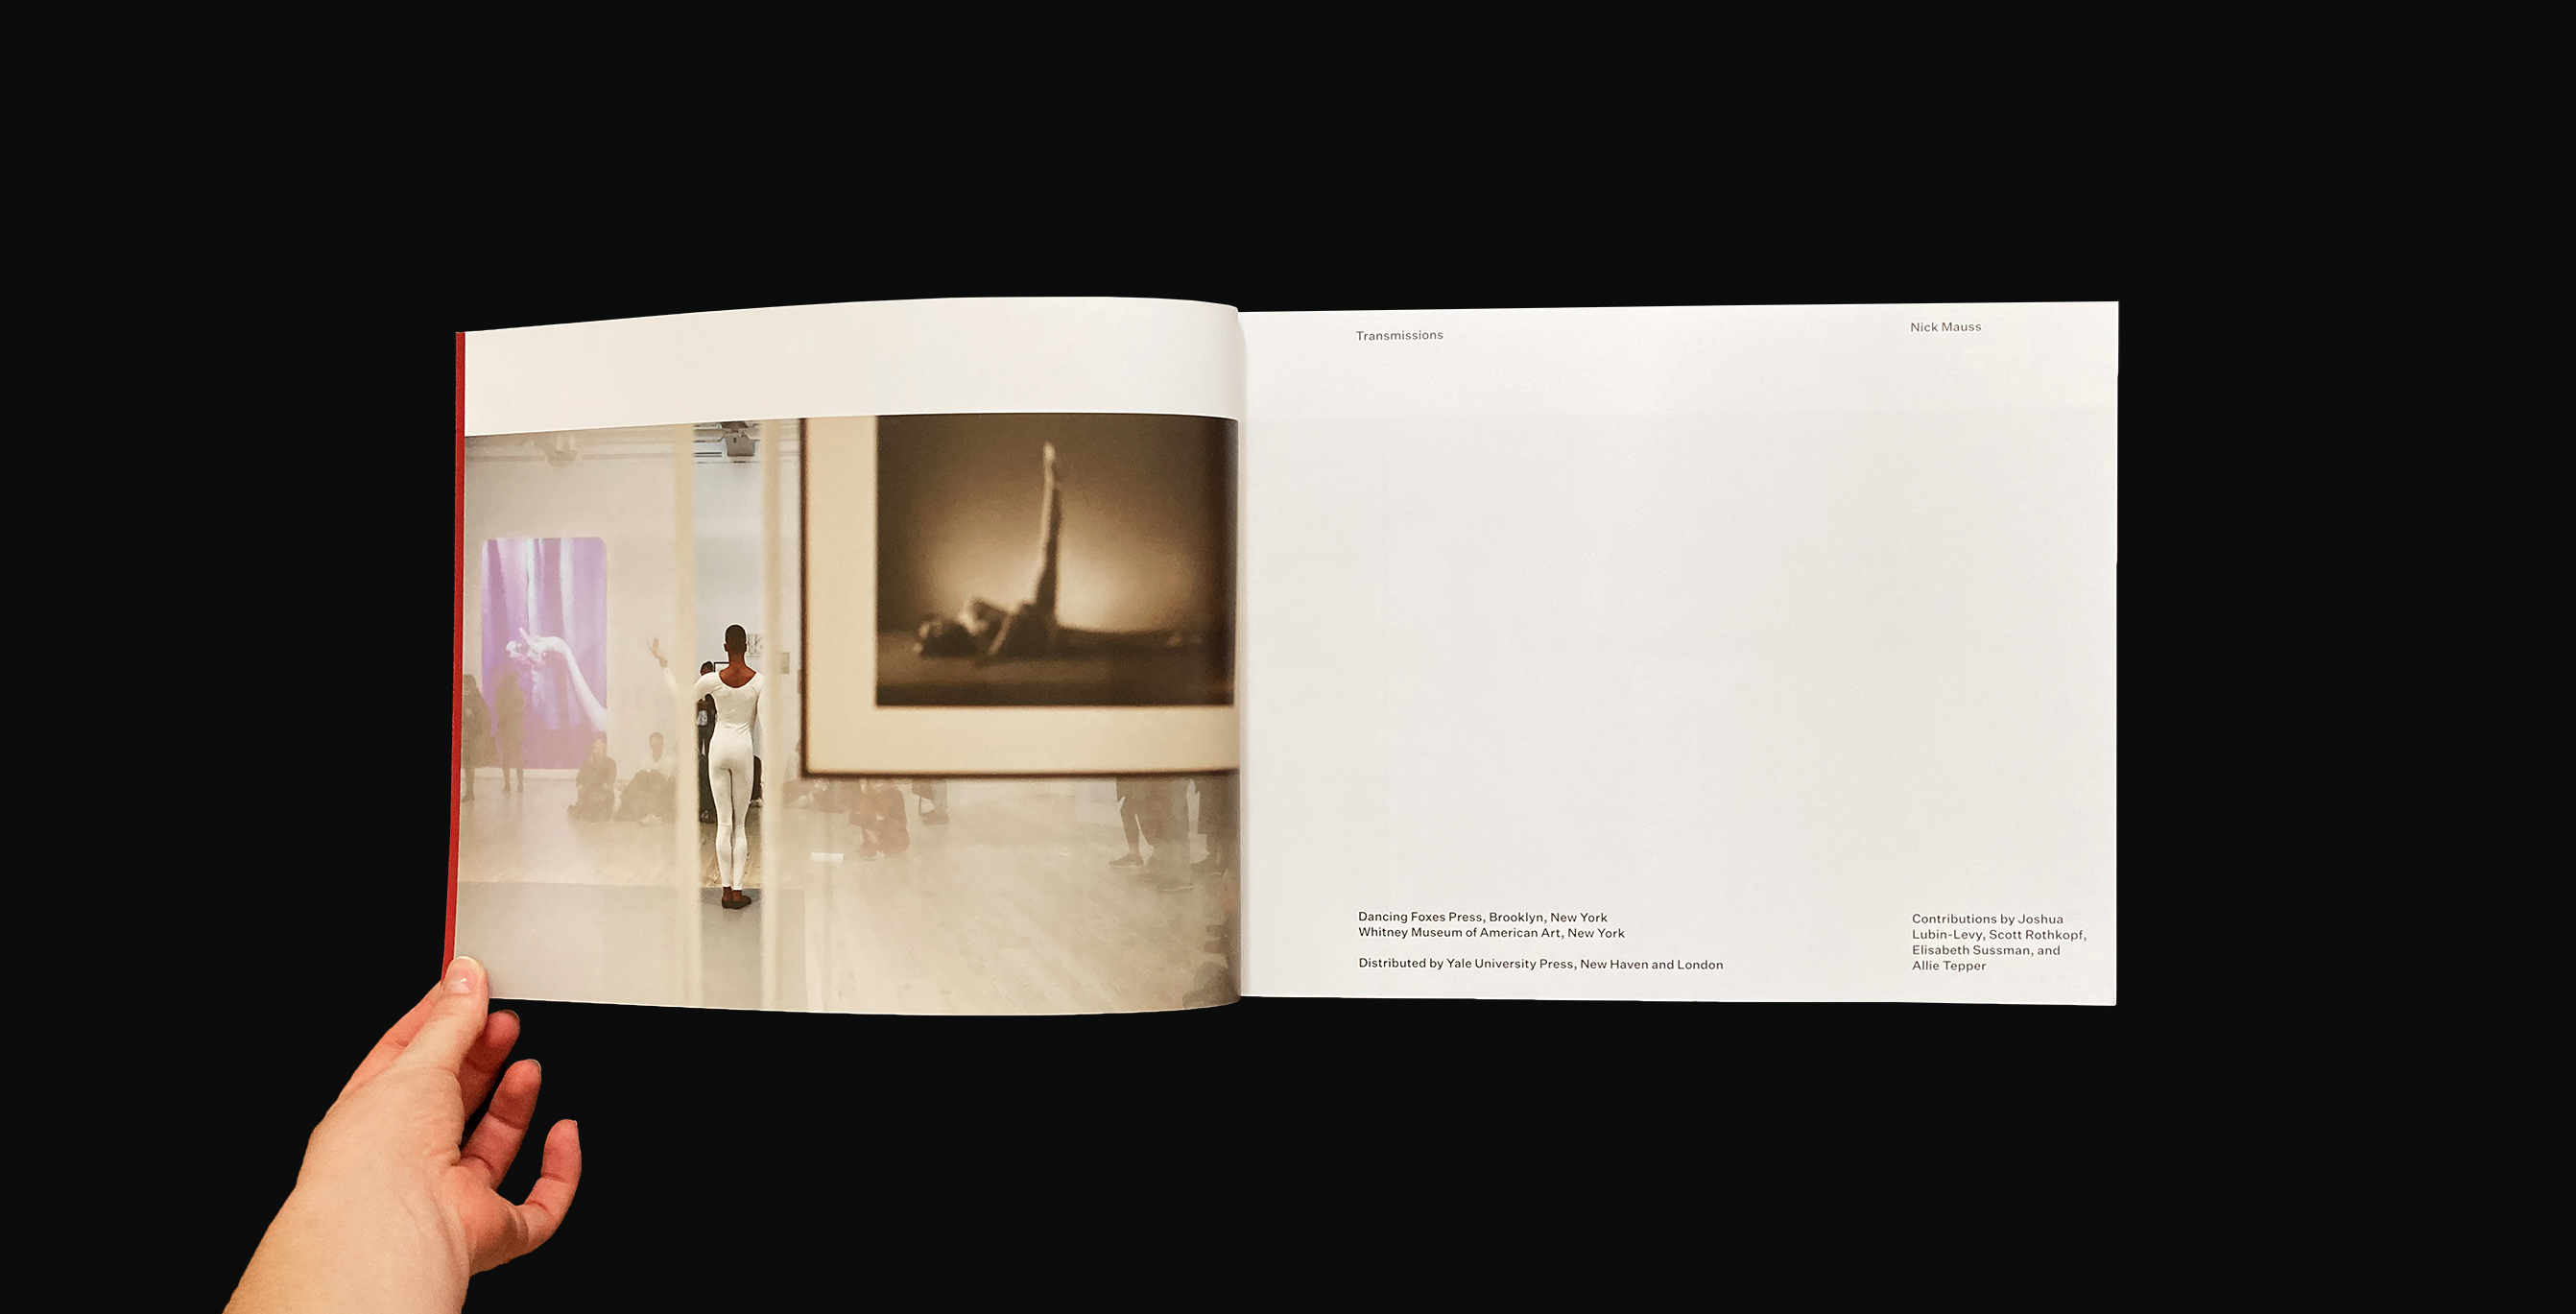 Transmissions
Nick Mauss
Dancing Foxes Press, Brooklyn, New York
Whitney Museum of American Art, New York
Distributed by Yale University Press, New Haven and London
Contributions by Joshua
Lubin-Levy, Scott Rothkopf,
Elisabeth Sussman, and
Allie Tepper